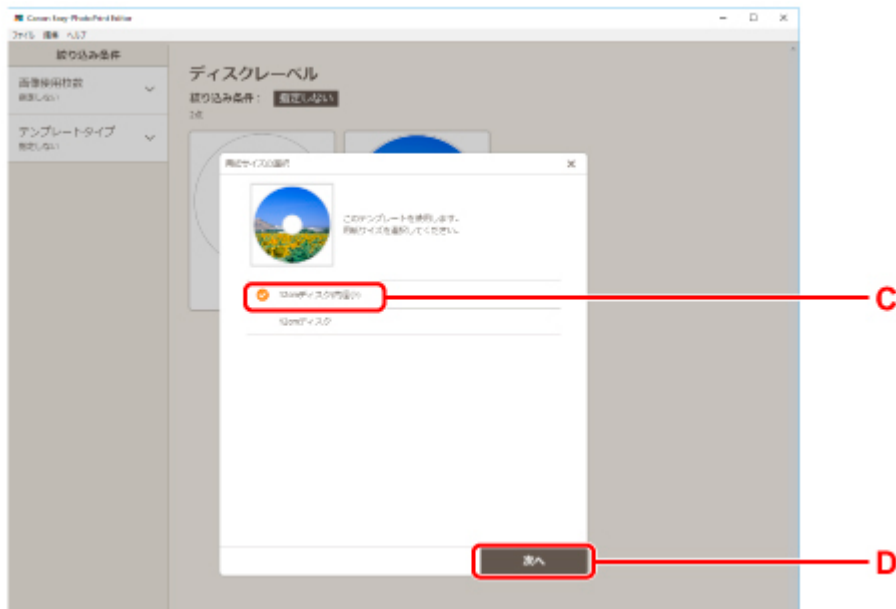 Canon Easy-PhotoPrint Editor
ファイル 編集 ヘルプ
絞り込み条件
画像使用枚数
指定しない
テンプレートタイプ
指定しない
ディスクレーベル
絞り込み条件： 指定しない
2点
用紙サイズの選択
このテンプレートを使用します。
用紙サイズを選択してください。
12cmディスク(内径小)
C
12cmディスク
次へ
D